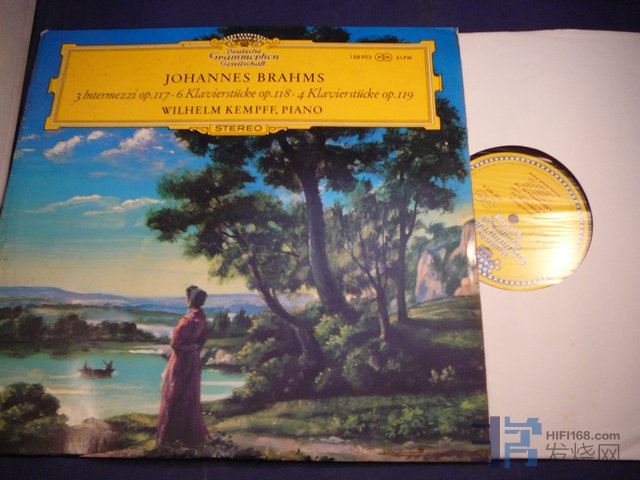 Deutsche
Grammophon
Gesellschaft
138 903 SLPM
JOHANNES BRAHMS
3 Intermezzi op.117 · 6 Klavierstücke op.118 · 4 Klavierstücke op.119
WILHELM KEMPFF, PIANO
STEREO
HIFI168.com
发烧网